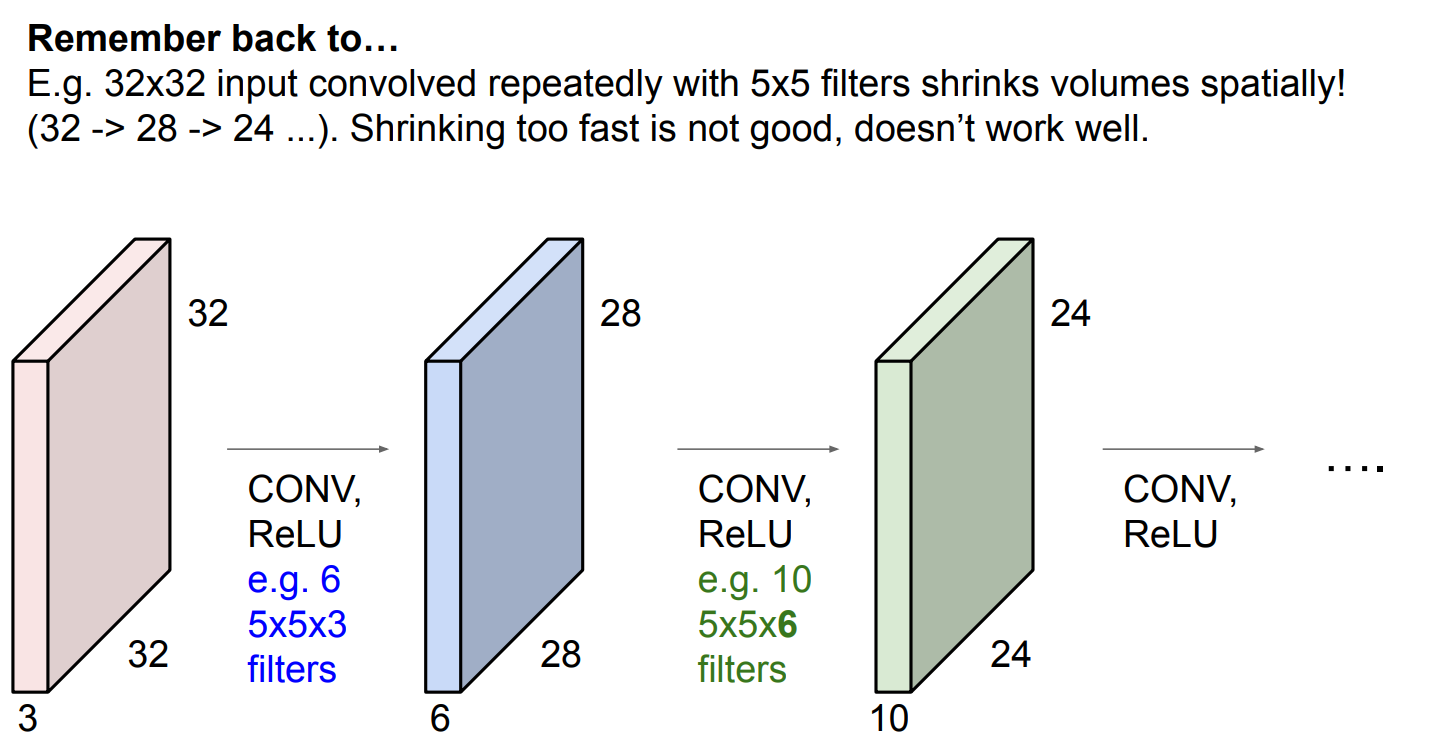 Remember back to…
E.g. 32x32 input convolved repeatedly with 5x5 filters shrinks volumes spatially!
(32 -> 28 -> 24 ...). Shrinking too fast is not good, doesn’t work well.
32
32
3
CONV,
ReLU
e.g. 6
5x5x3
filters
28
28
6
CONV,
ReLU
e.g. 10
5x5x6
filters
24
24
10
CONV,
ReLU
….